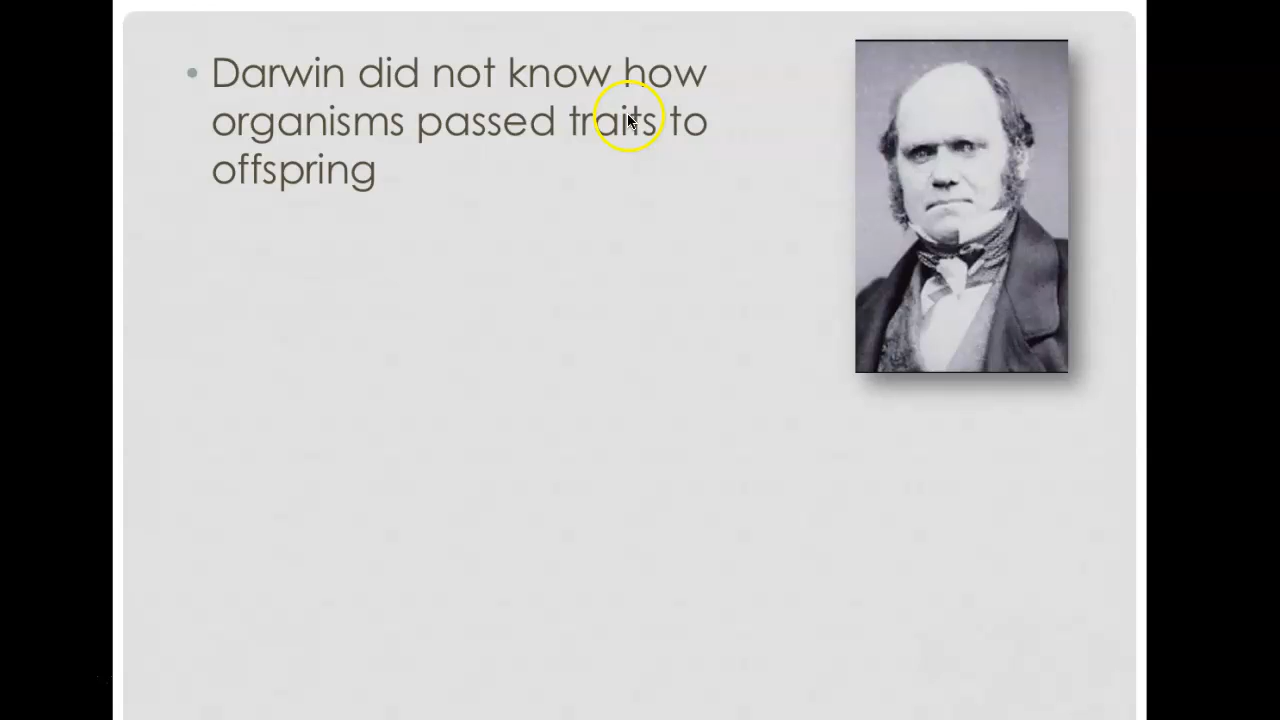 Darwin did not know how
organisms passed traits to
offspring